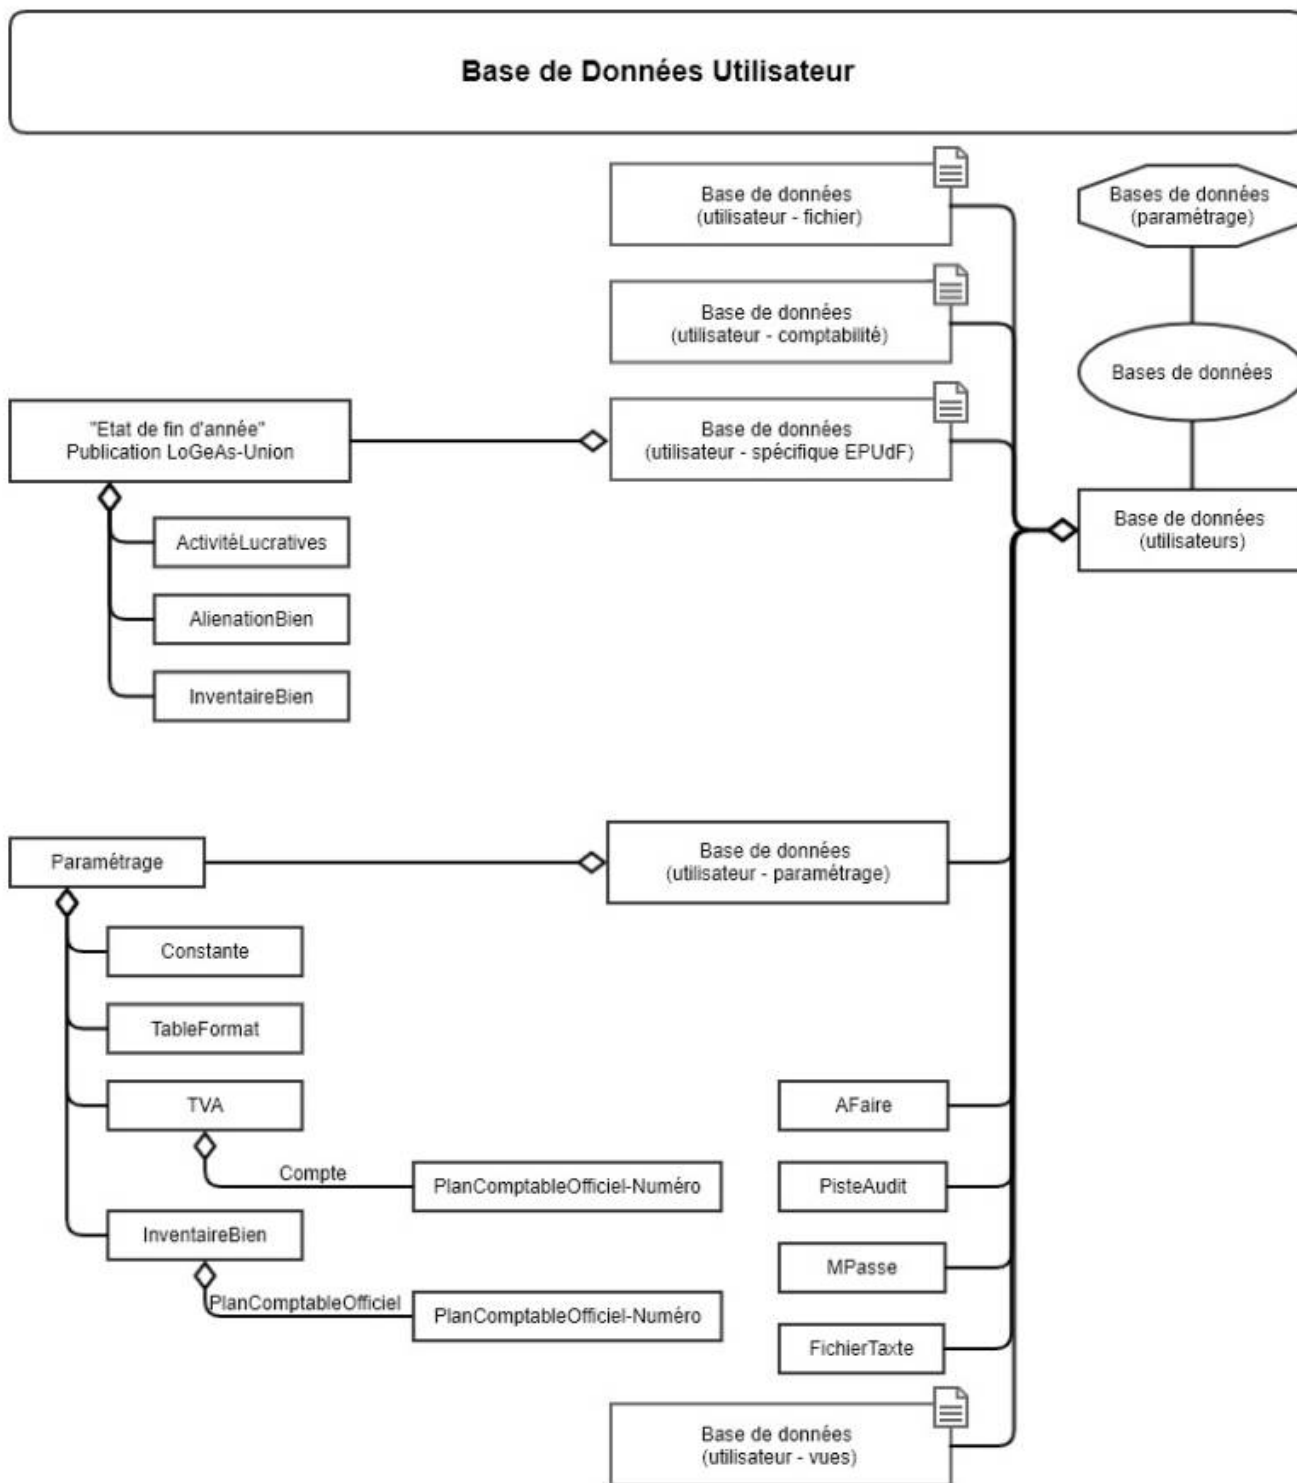 Base de Données Utilisateur
Base de données
(utilisateur - fichier)
Bases de données
(paramétrage)
Base de données
(utilisateur - comptabilité)
Bases de données
"Etat de fin d'année"
Publication LoGeAs-Union
Base de données
(utilisateur - spécifique EPUdF)
Base de données
(utilisateurs)
ActivitéLucratives
AlienationBien
InventaireBien
Paramétrage
Base de données
(utilisateur - paramétrage)
Constante
TableFormat
TVA
AFaire
Compte
PlanComptableOfficiel-Numéro
PisteAudit
InventaireBien
MPasse
PlanComptableOfficiel
PlanComptableOfficiel-Numéro
FichierTaxte
Base de données
(utilisateur - vues)